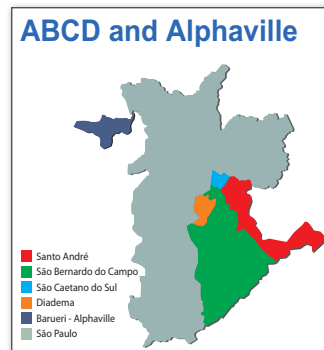 ABCD and Alphaville
Santo André
São Bernardo do Campo
São Caetano do Sul
Diadema
Barueri - Alphaville
São Paulo